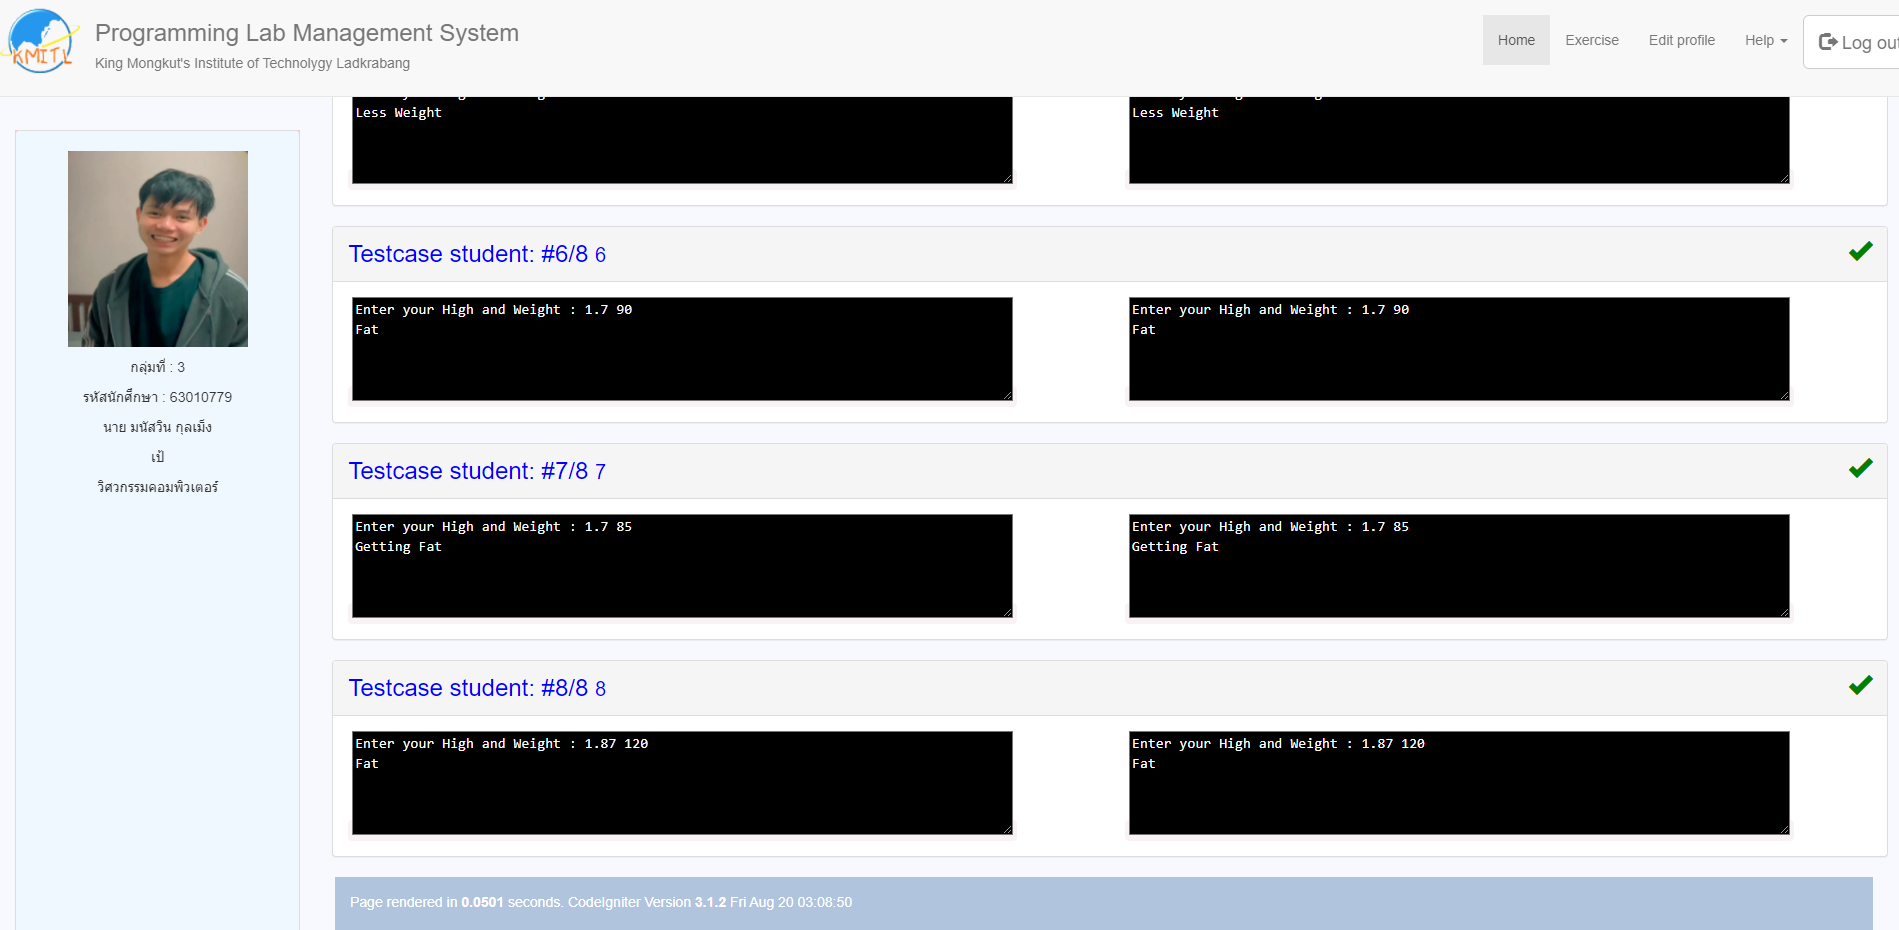 KMITL
Programming Lab Management System
King Mongkut's Institute of Technolygy Ladkrabang
Home Exercise Edit profile Help Log out
กลุ่มที่ : 3
รหัสนักศึกษา : 63010779
นาย มนัสวิน กุลเม็ง
เป้
วิศวกรรมคอมพิวเตอร์
Less Weight
Less Weight
Testcase student: #6/8 6
Enter your High and Weight : 1.7 90
Fat
Enter your High and Weight : 1.7 90
Fat
Testcase student: #7/8 7
Enter your High and Weight : 1.7 85
Getting Fat
Enter your High and Weight : 1.7 85
Getting Fat
Testcase student: #8/8 8
Enter your High and Weight : 1.87 120
Fat
Enter your High and Weight : 1.87 120
Fat
Page rendered in 0.0501 seconds. CodeIgniter Version 3.1.2 Fri Aug 20 03:08:50